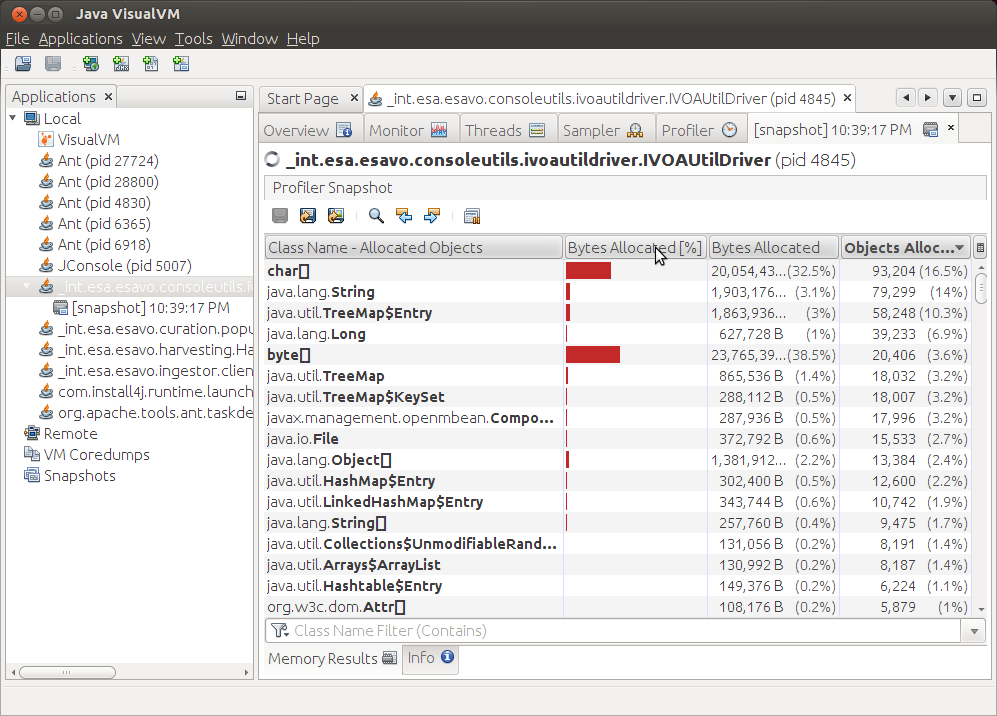 Java VisualVM
File Applications View Tools Window Help
Applications
Local
VisualVM
Ant (pid 27724)
Ant (pid 28800)
Ant (pid 4830)
Ant (pid 6365)
Ant (pid 6918)
JConsole (pid 5007)
_int.esa.esavo.consoleutils.iv
[snapshot] 10:39:17 PM
_int.esa.esavo.curation.popu
_int.esa.esavo.harvesting.Ha
_int.esa.esavo.ingestor.clien
com.install4j.runtime.launch
org.apache.tools.ant.taskde
Remote
VM Coredumps
Snapshots
Start Page _int.esa.esavo.consoleutils.ivoautildriver.IVOAUtilDriver (pid 4845)
Overview Monitor Threads Sampler Profiler [snapshot] 10:39:17 PM
_int.esa.esavo.consoleutils.ivoautildriver.IVOAUtilDriver (pid 4845)
Profiler Snapshot
Class Name - Allocated Objects Bytes Allocated [%] Bytes Allocated Objects Alloc...
char[] 20,054,43... (32.5%) 93,204 (16.5%)
java.lang.String 1,903,176... (3.1%) 79,299 (14%)
java.util.TreeMap$Entry 1,863,936... (3%) 58,248 (10.3%)
java.lang.Long 627,728 B (1%) 39,233 (6.9%)
byte[] 23,765,39... (38.5%) 20,406 (3.6%)
java.util.TreeMap 865,536 B (1.4%) 18,032 (3.2%)
java.util.TreeMap$KeySet 288,112 B (0.5%) 18,007 (3.2%)
javax.management.openmbean.Compo... 287,936 B (0.5%) 17,996 (3.2%)
java.io.File 372,792 B (0.6%) 15,533 (2.7%)
java.lang.Object[] 1,381,912... (2.2%) 13,384 (2.4%)
java.util.HashMap$Entry 302,400 B (0.5%) 12,600 (2.2%)
java.util.LinkedHashMap$Entry 343,744 B (0.6%) 10,742 (1.9%)
java.lang.String[] 257,760 B (0.4%) 9,475 (1.7%)
java.util.Collections$UnmodifiableRand... 131,056 B (0.2%) 8,191 (1.4%)
java.util.Arrays$ArrayList 130,992 B (0.2%) 8,187 (1.4%)
java.util.Hashtable$Entry 149,376 B (0.2%) 6,224 (1.1%)
org.w3c.dom.Attr[] 108,176 B (0.2%) 5,879 (1%)
Class Name Filter (Contains)
Memory Results Info